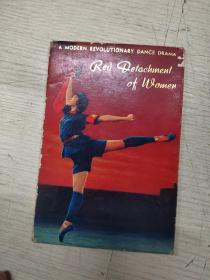 A MODERN REVOLUTIONARY DANCE DRAMA
Red Detachment
of Women